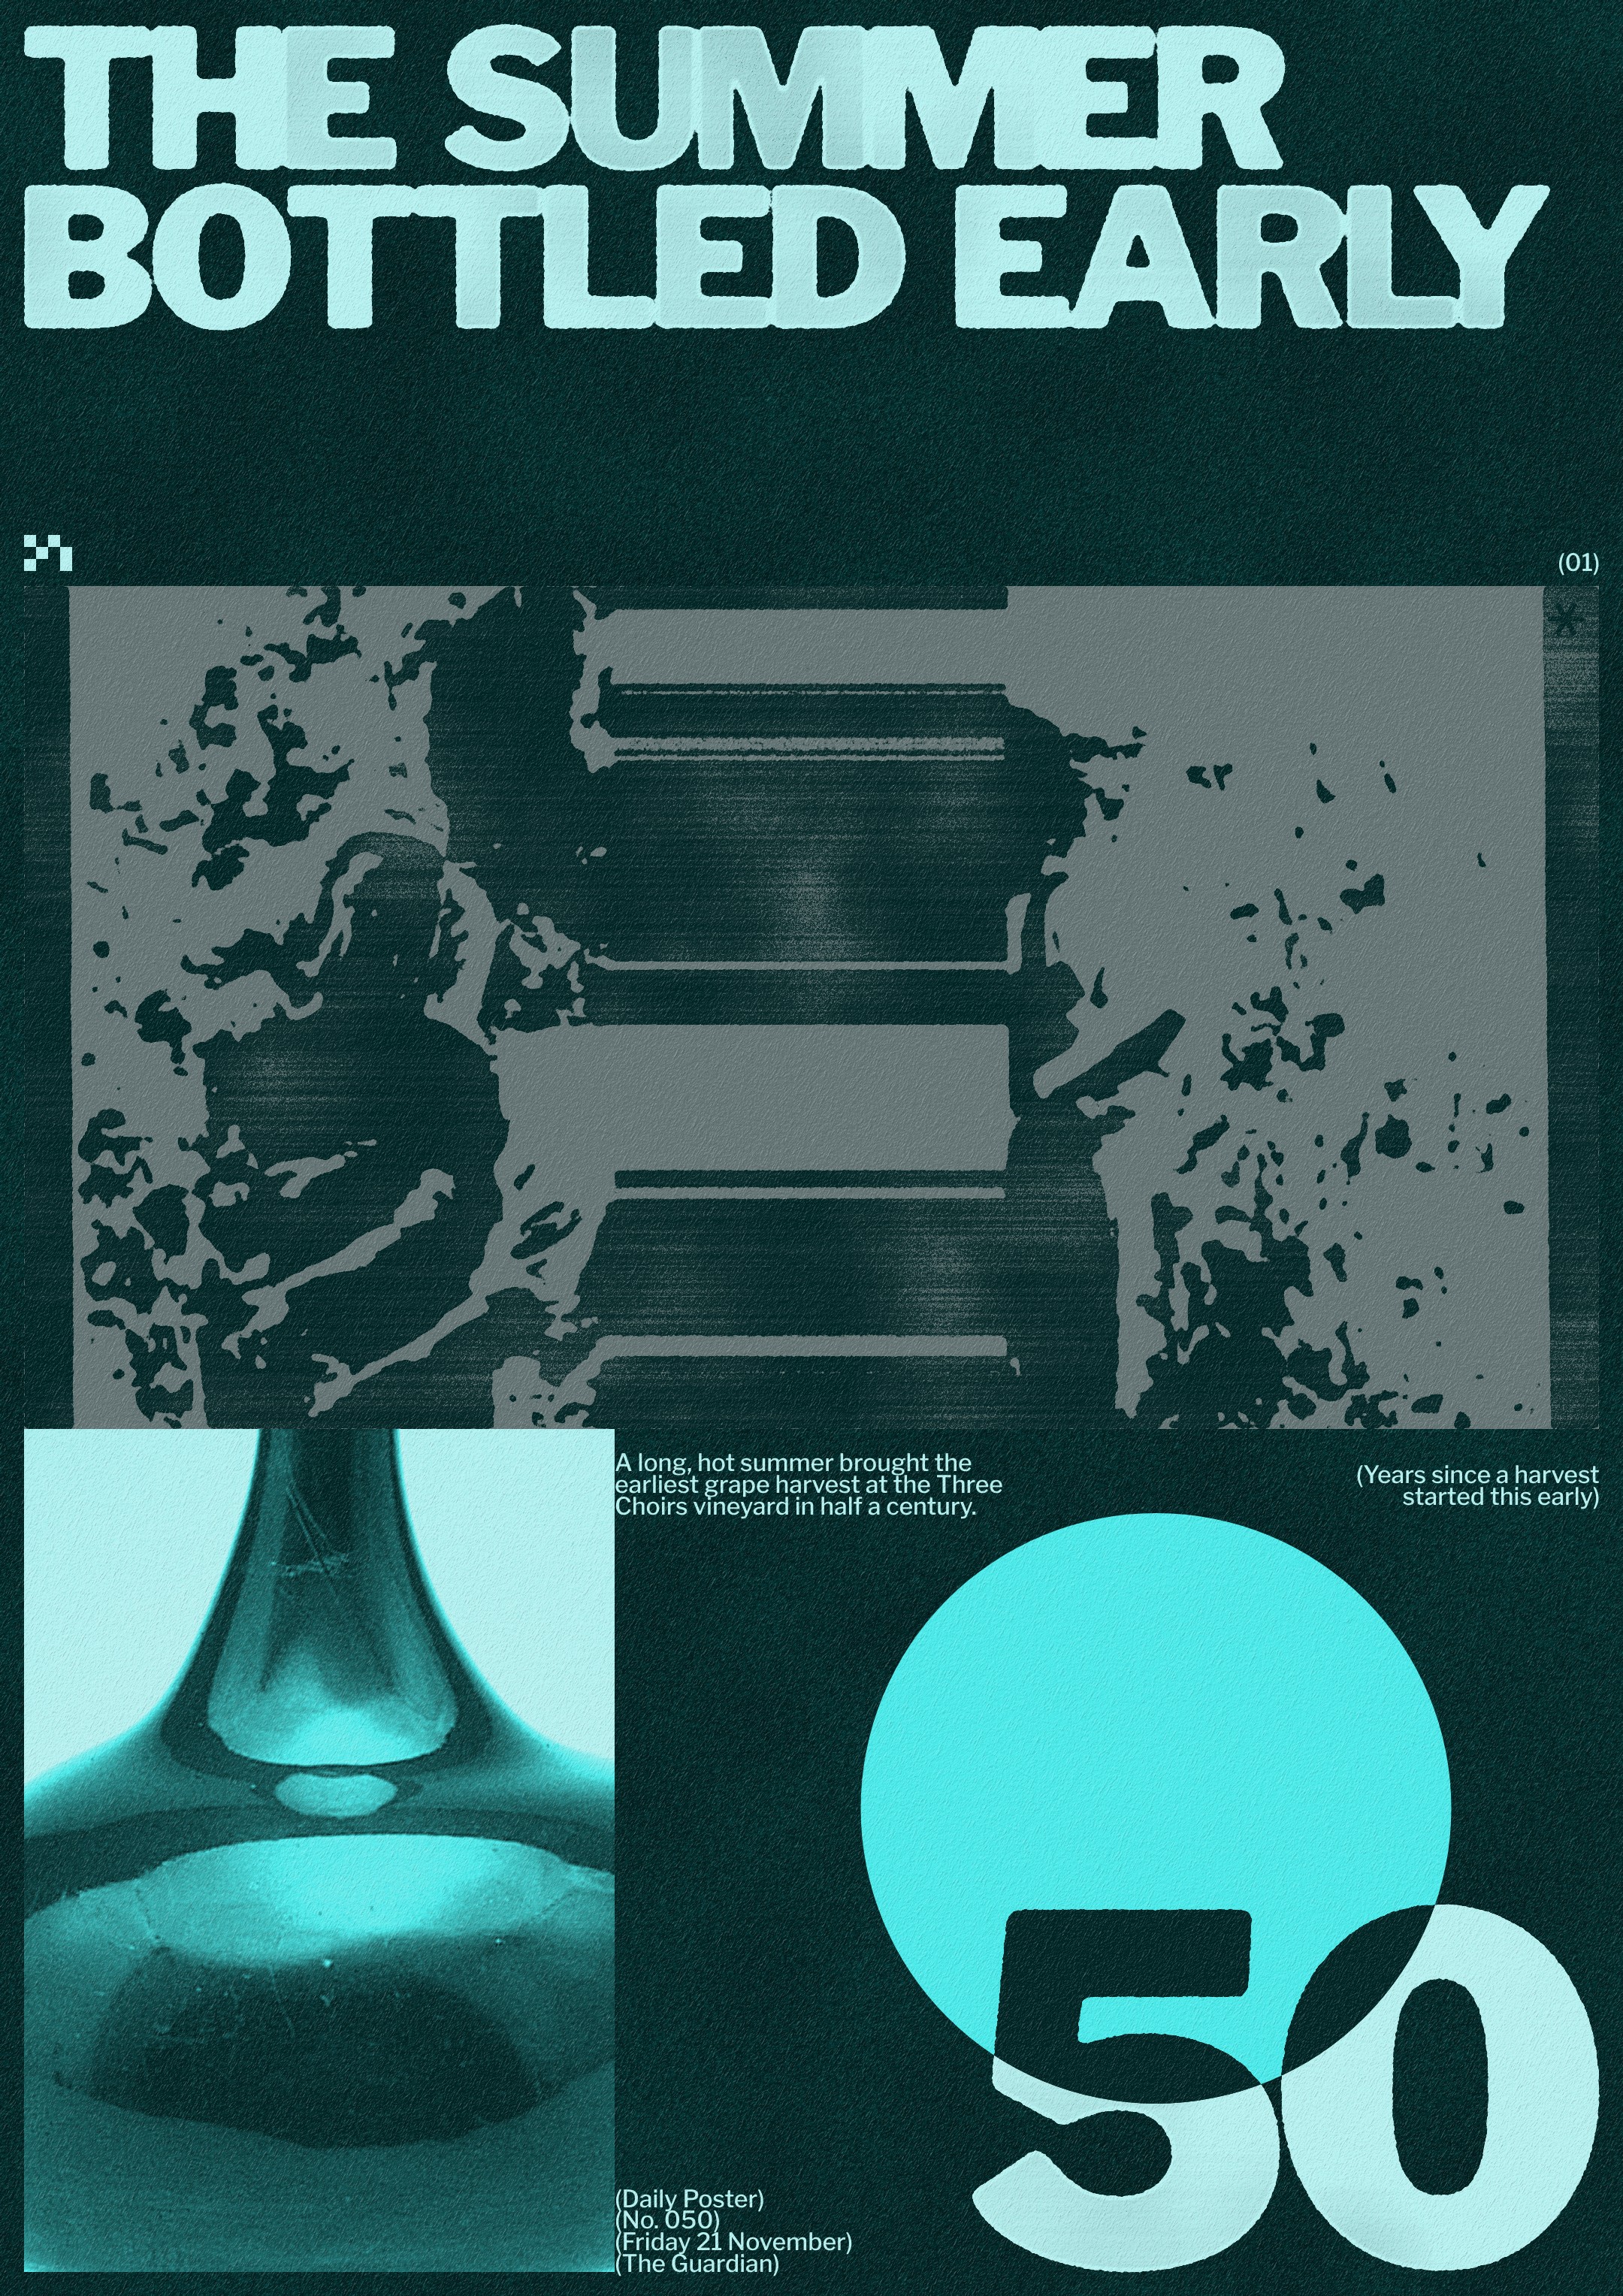 THE SUMMER
BOTTLED EARLY
(01)
*
A long, hot summer brought the
earliest grape harvest at the Three
Choirs vineyard in half a century.
(Years since a harvest
started this early)
50
(Daily Poster)
(No. 050)
(Friday 21 November)
(The Guardian)